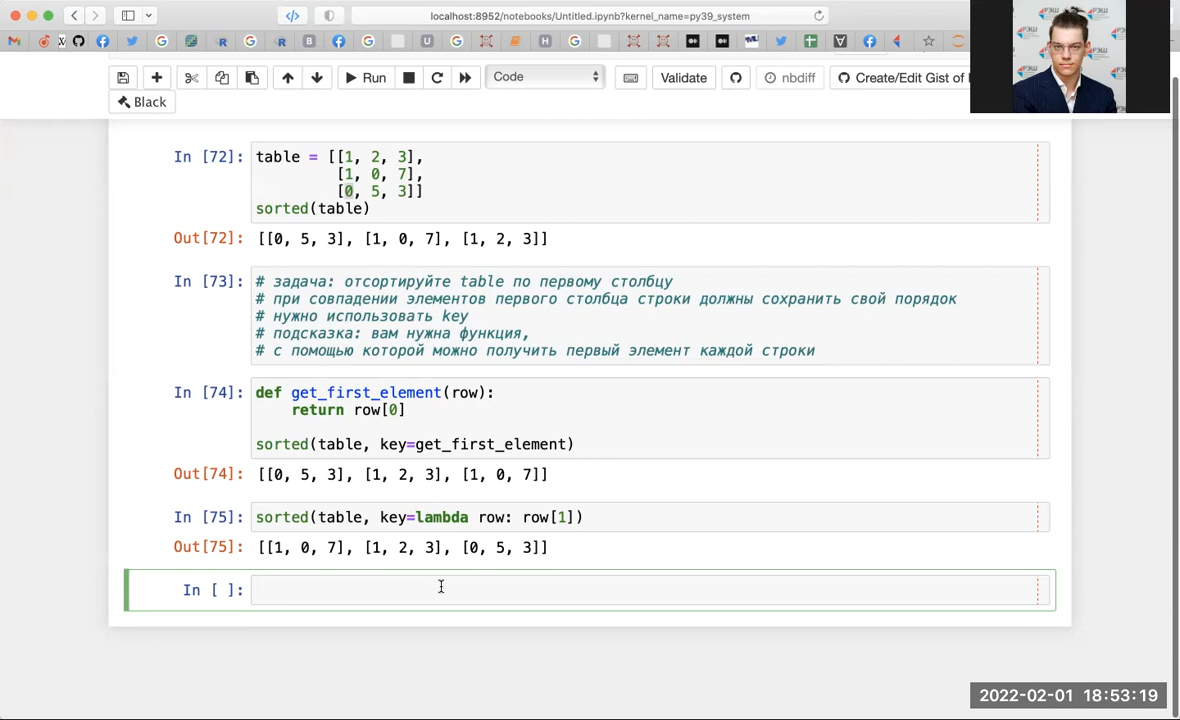 localhost:8952/notebooks/Untitled.ipynb?kernel_name=py39_system
Run
Code
Validate
nbdiff
Create/Edit Gist of
Black
In [72]: table = [[1, 2, 3],
[1, 0, 7],
[0, 5, 3]]
sorted(table)
Out[72]: [[0, 5, 3], [1, 0, 7], [1, 2, 3]]
In [73]: # задача: отсортируйте table по первому столбцу
# при совпадении элементов первого столбца строки должны сохранить свой порядок
# нужно использовать key
# подсказка: вам нужна функция,
# с помощью которой можно получить первый элемент каждой строки
In [74]: def get_first_element(row):
return row[0]
sorted(table, key=get_first_element)
Out[74]: [[0, 5, 3], [1, 2, 3], [1, 0, 7]]
In [75]: sorted(table, key=lambda row: row[1])
Out[75]: [[1, 0, 7], [1, 2, 3], [0, 5, 3]]
In [ ]:
2022-02-01 18:53:19